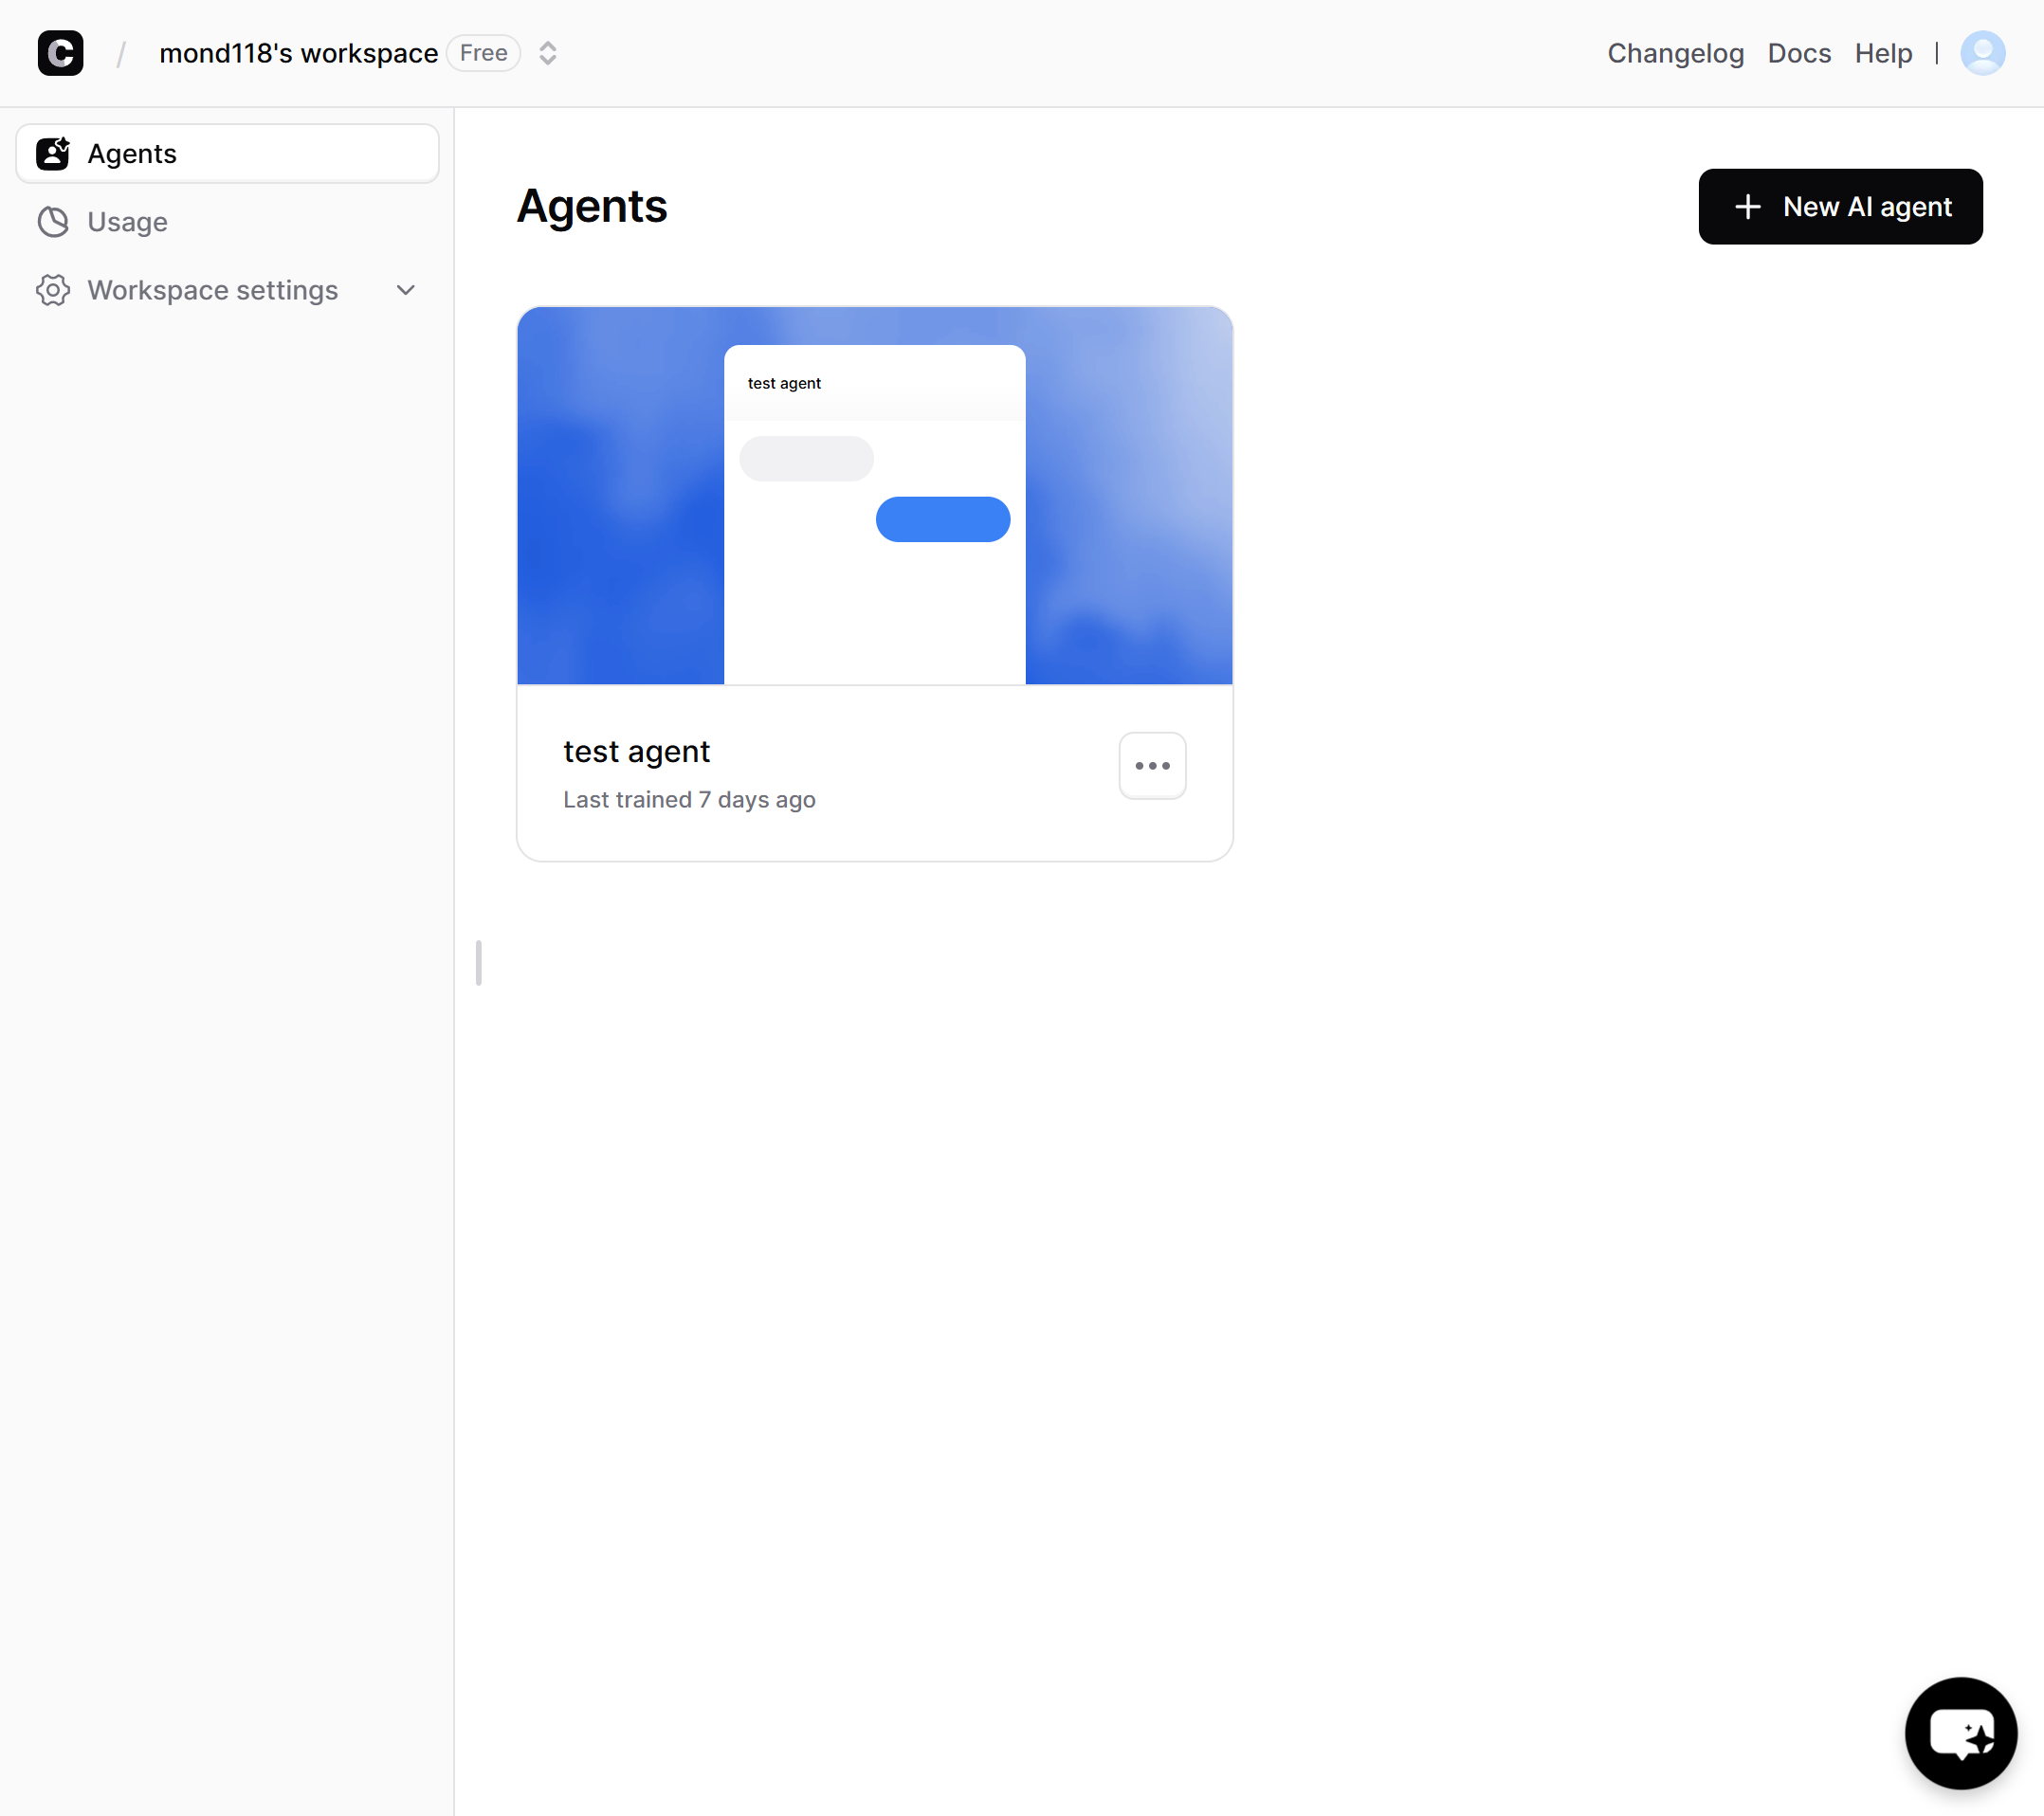 C / mond118's workspace Free
Changelog Docs Help |
Agents
Usage
Workspace settings
Agents
+ New AI agent
test agent
test agent
Last trained 7 days ago